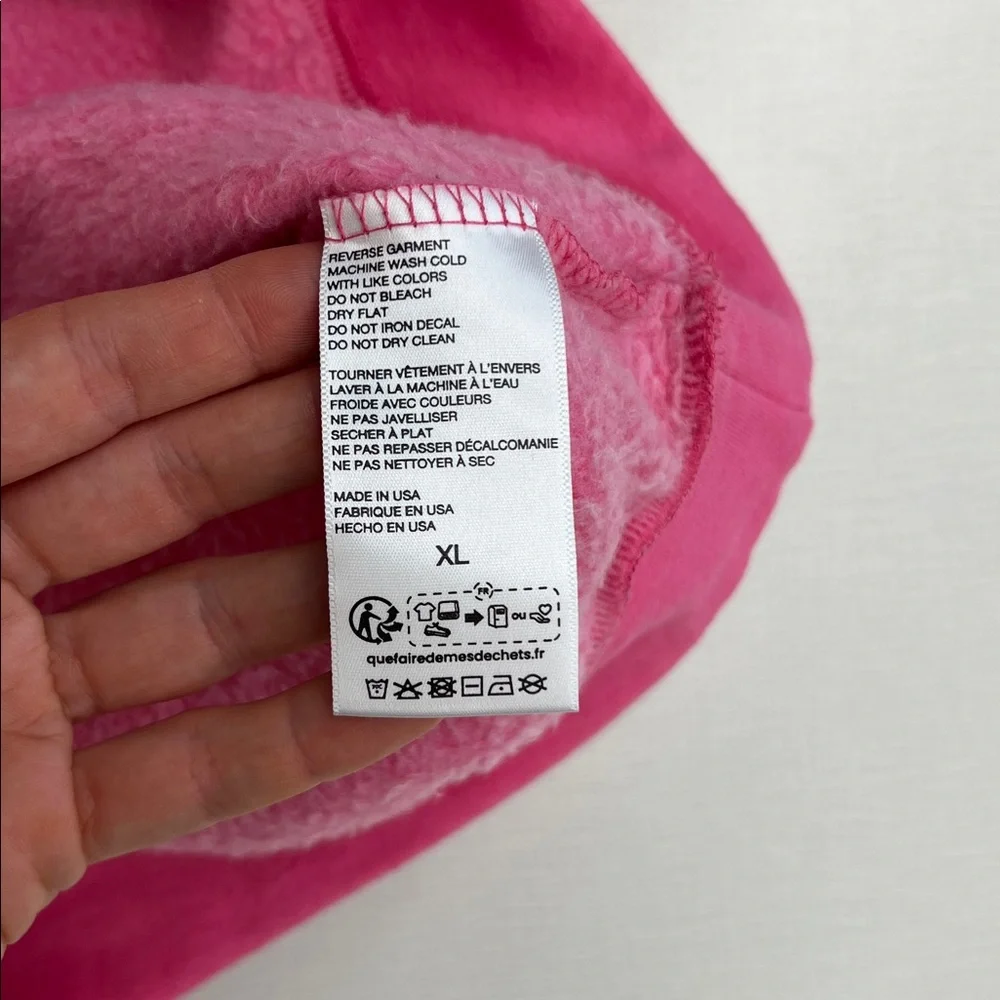 REVERSE GARMENT
MACHINE WASH COLD
WITH LIKE COLORS
DO NOT BLEACH
DRY FLAT
DO NOT IRON DECAL
DO NOT DRY CLEAN
TOURNER VÊTEMENT À L'ENVERS
LAVER À LA MACHINE À L'EAU
FROIDE AVEC COULEURS
NE PAS JAVELLISER
SECHER À PLAT
NE PAS REPASSER DÉCALCOMANIE
NE PAS NETTOYER À SEC
MADE IN USA
FABRIQUE EN USA
HECHO EN USA
XL
FR
OU
quefairedemesdechets.fr